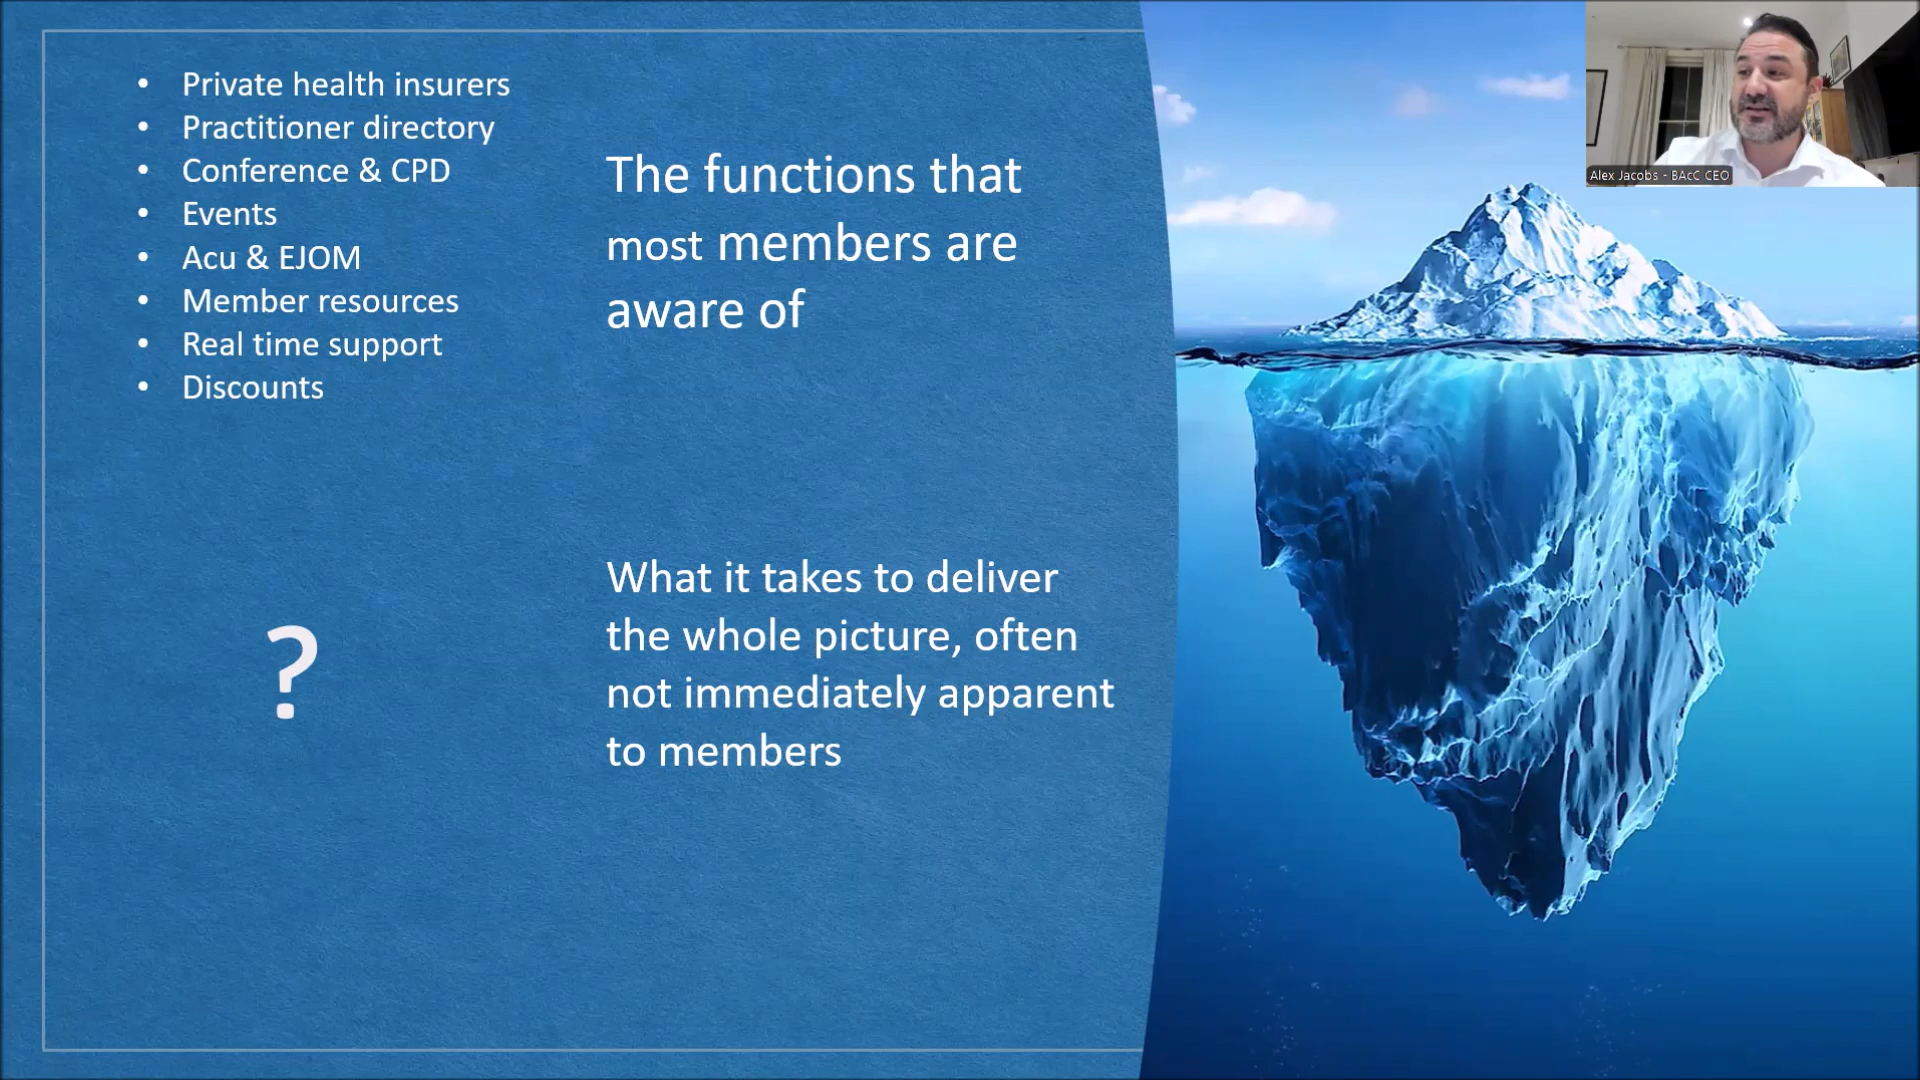 • Private health insurers
• Practitioner directory
• Conference & CPD
• Events
• Acu & EJOM
• Member resources
• Real time support
• Discounts
The functions that
most members are
aware of
?
What it takes to deliver
the whole picture, often
not immediately apparent
to members
Alex Jacobs - BAcC CEO